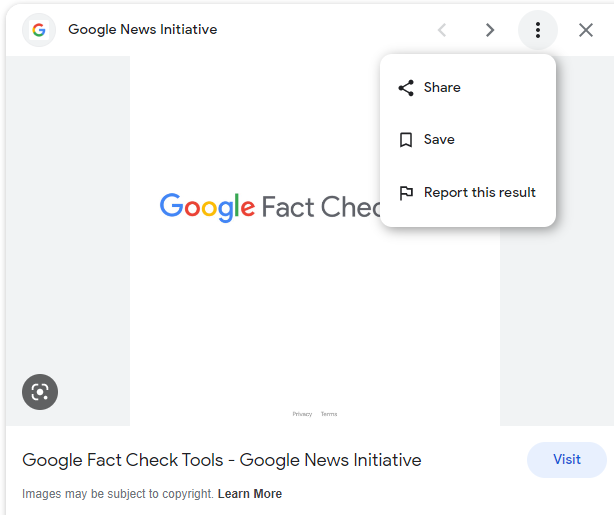 Google News Initiative
Share
Save
Report this result
Google Fact Chec
Privacy Terms
Google Fact Check Tools - Google News Initiative
Visit
Images may be subject to copyright. Learn More